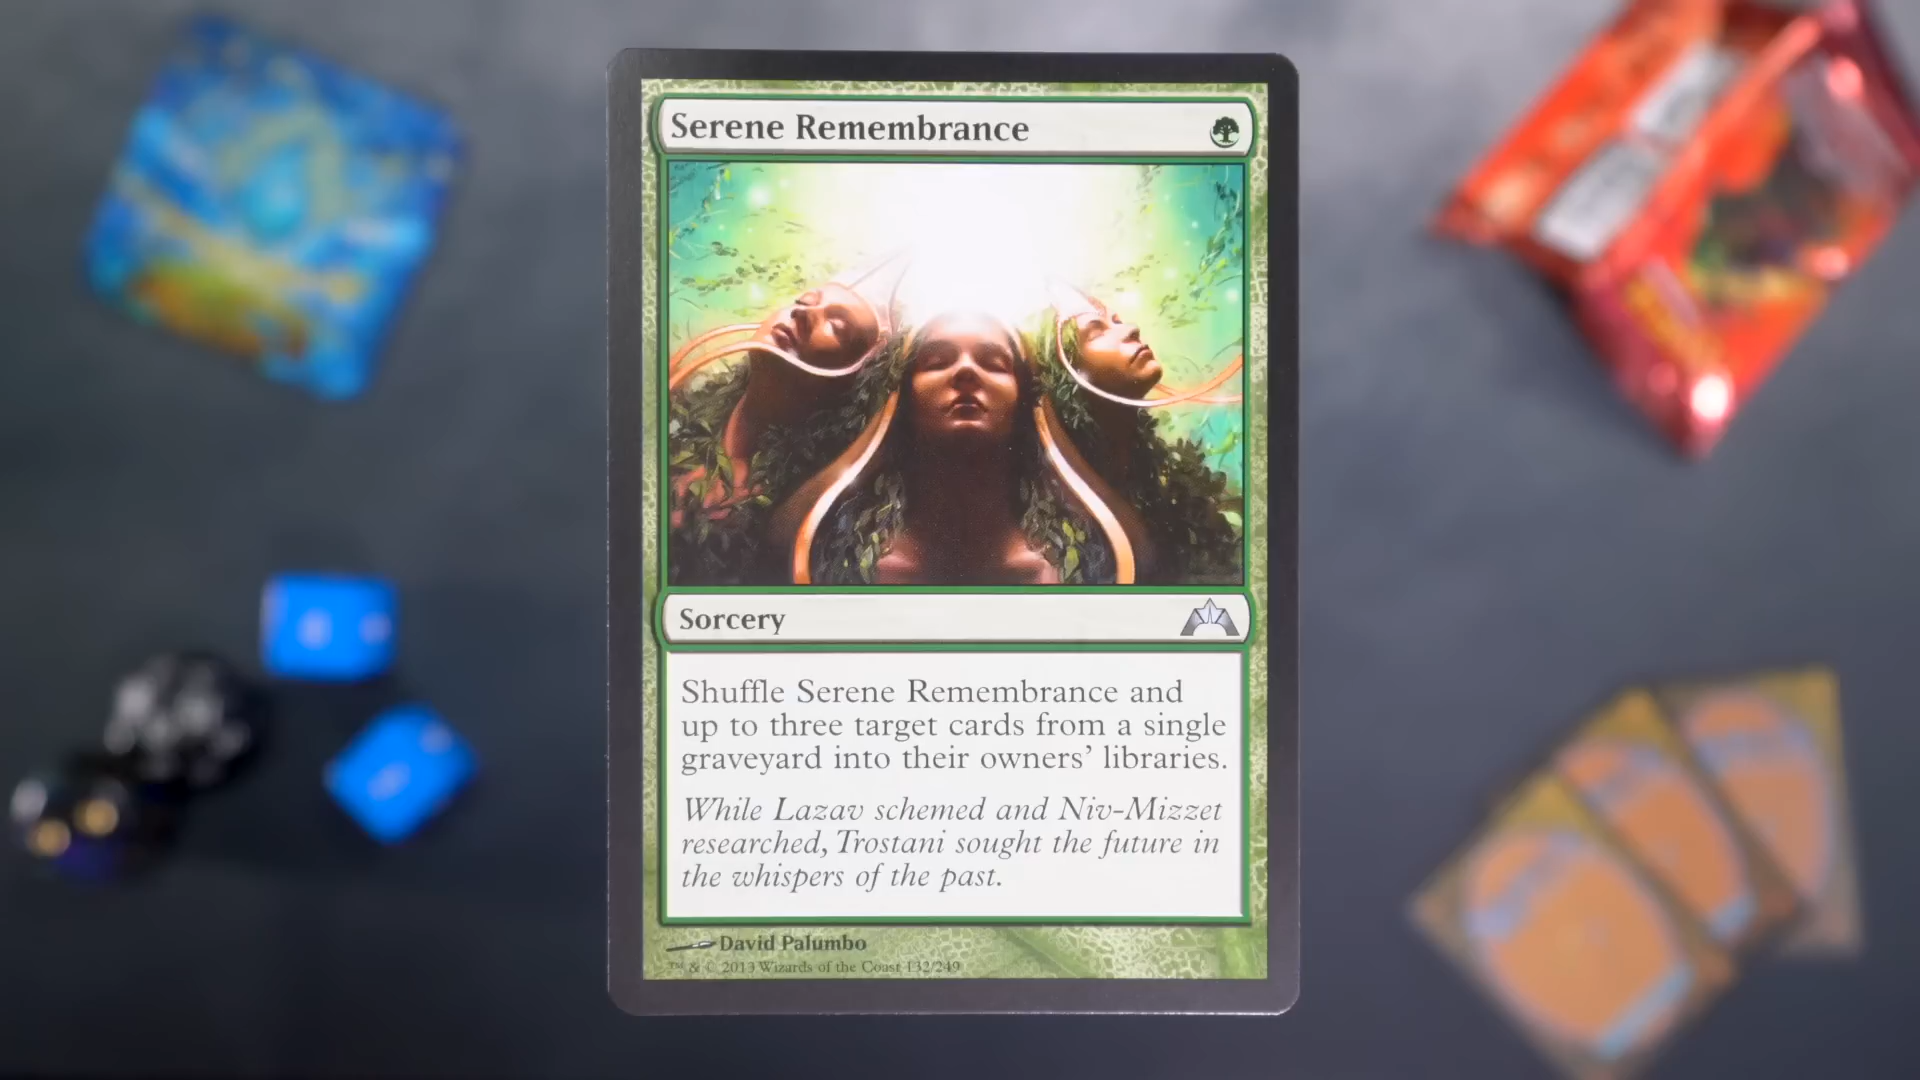 Serene Remembrance
Sorcery
Shuffle Serene Remembrance and
up to three target cards from a single
graveyard into their owners’ libraries.
While Lazav schemed and Niv-Mizzet
researched, Trostani sought the future in
the whispers of the past.
David Palumbo
™ & © 2013 Wizards of the Coast 132/249